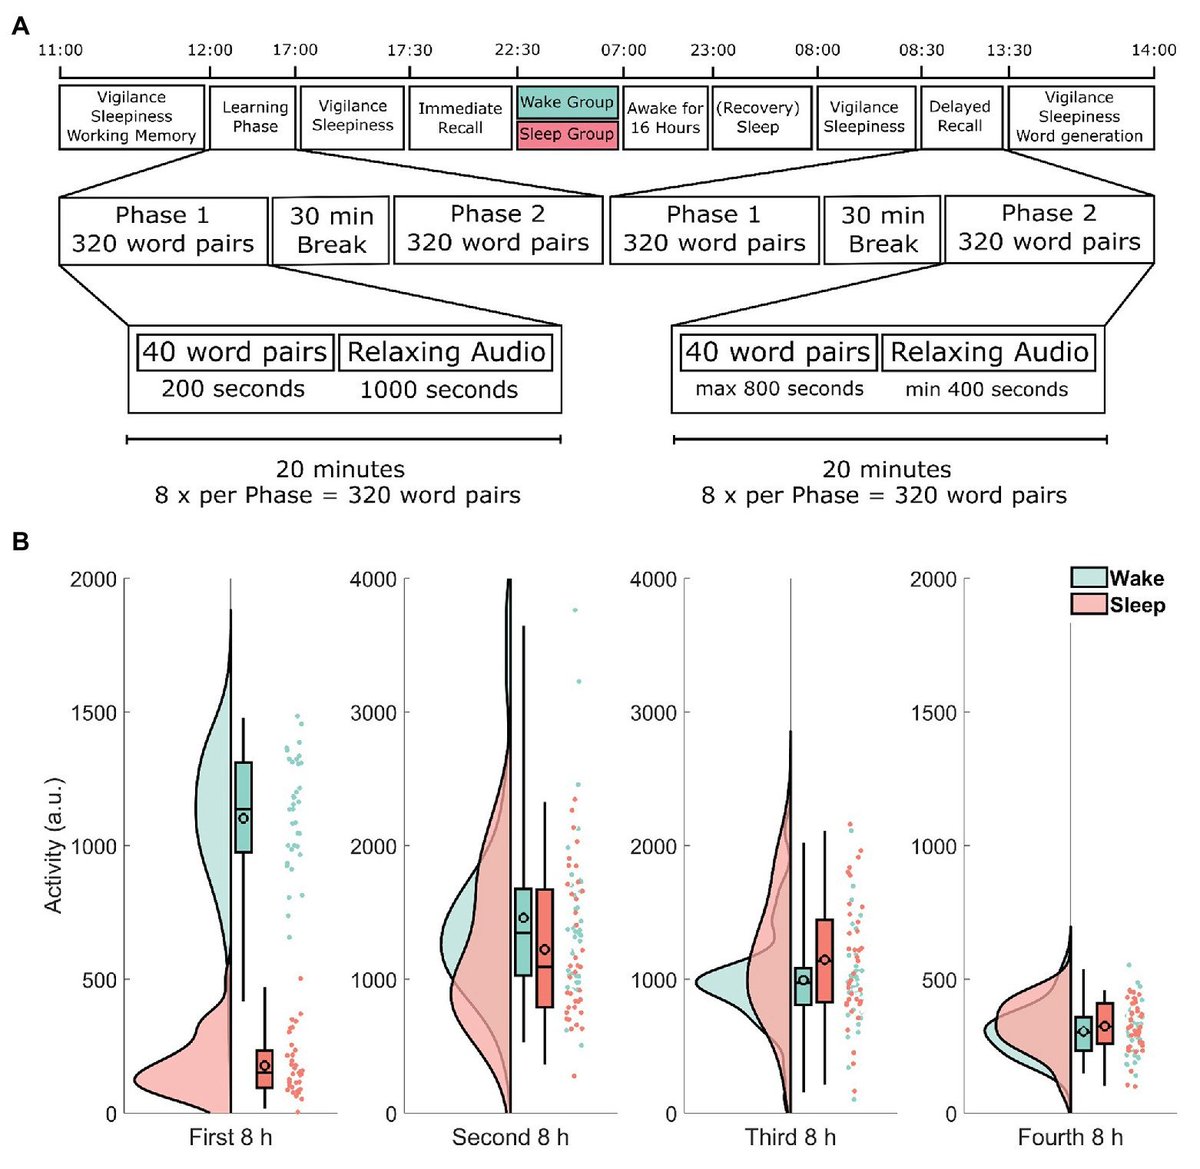 A
11:00 12:00 17:00 17:30 22:30 07:00 23:00 08:00 08:30 13:30 14:00
Vigilance
Sleepiness
Working Memory
Learning
Phase
Vigilance
Sleepiness
Immediate
Recall
Wake Group
Sleep Group
Awake for
16 Hours
(Recovery)
Sleep
Vigilance
Sleepiness
Delayed
Recall
Vigilance
Sleepiness
Word generation
Phase 1
320 word pairs
30 min
Break
Phase 2
320 word pairs
Phase 1
320 word pairs
30 min
Break
Phase 2
320 word pairs
40 word pairs
200 seconds
Relaxing Audio
1000 seconds
40 word pairs
max 800 seconds
Relaxing Audio
min 400 seconds
20 minutes
8 x per Phase = 320 word pairs
20 minutes
8 x per Phase = 320 word pairs
B
Activity (a.u.)
2000
1500
1000
500
0
First 8 h
4000
3000
2000
1000
0
Second 8 h
4000
3000
2000
1000
0
Third 8 h
2000
1500
1000
500
0
Fourth 8 h
Wake
Sleep